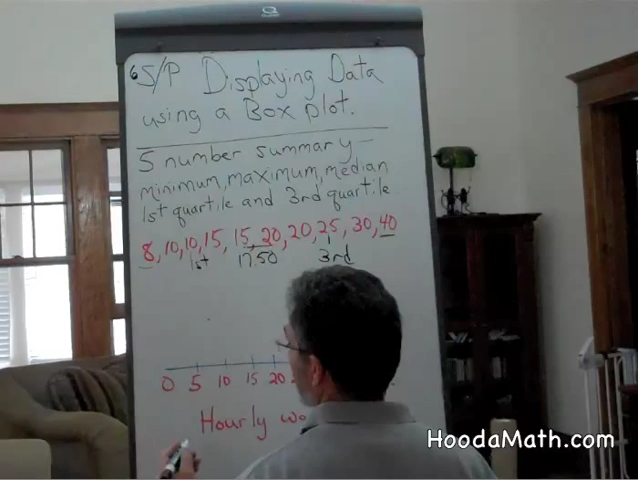 6 S/P Displaying Data
using a Box plot.
5 number summary —
minimum, maximum, median
1st quartile and 3rd quartile
8, 10, 10, 15, 15, 20, 20, 25, 30, 40
1st 17.50 3rd
0 5 10 15 20
Hourly
HoodaMath.com